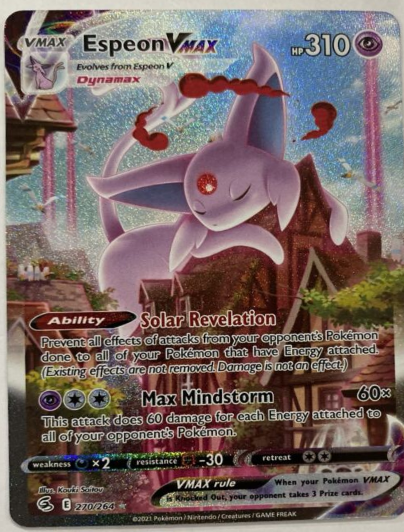 VMAX Espeon VMAX HP 310
Evolves from Espeon V
Dynamax
Ability Solar Revelation
Prevent all effects of attacks from your opponent's Pokémon
done to all of your Pokémon that have Energy attached.
(Existing effects are not removed. Damage is not an effect.)
Max Mindstorm 60×
This attack does 60 damage for each Energy attached to
all of your opponent's Pokémon.
weakness ×2 resistance -30 retreat
VMAX rule When your Pokémon VMAX
is Knocked Out, your opponent takes 3 Prize cards.
Illus. Kouki Saitou
E 270/264
©2021 Pokémon / Nintendo / Creatures / GAME FREAK